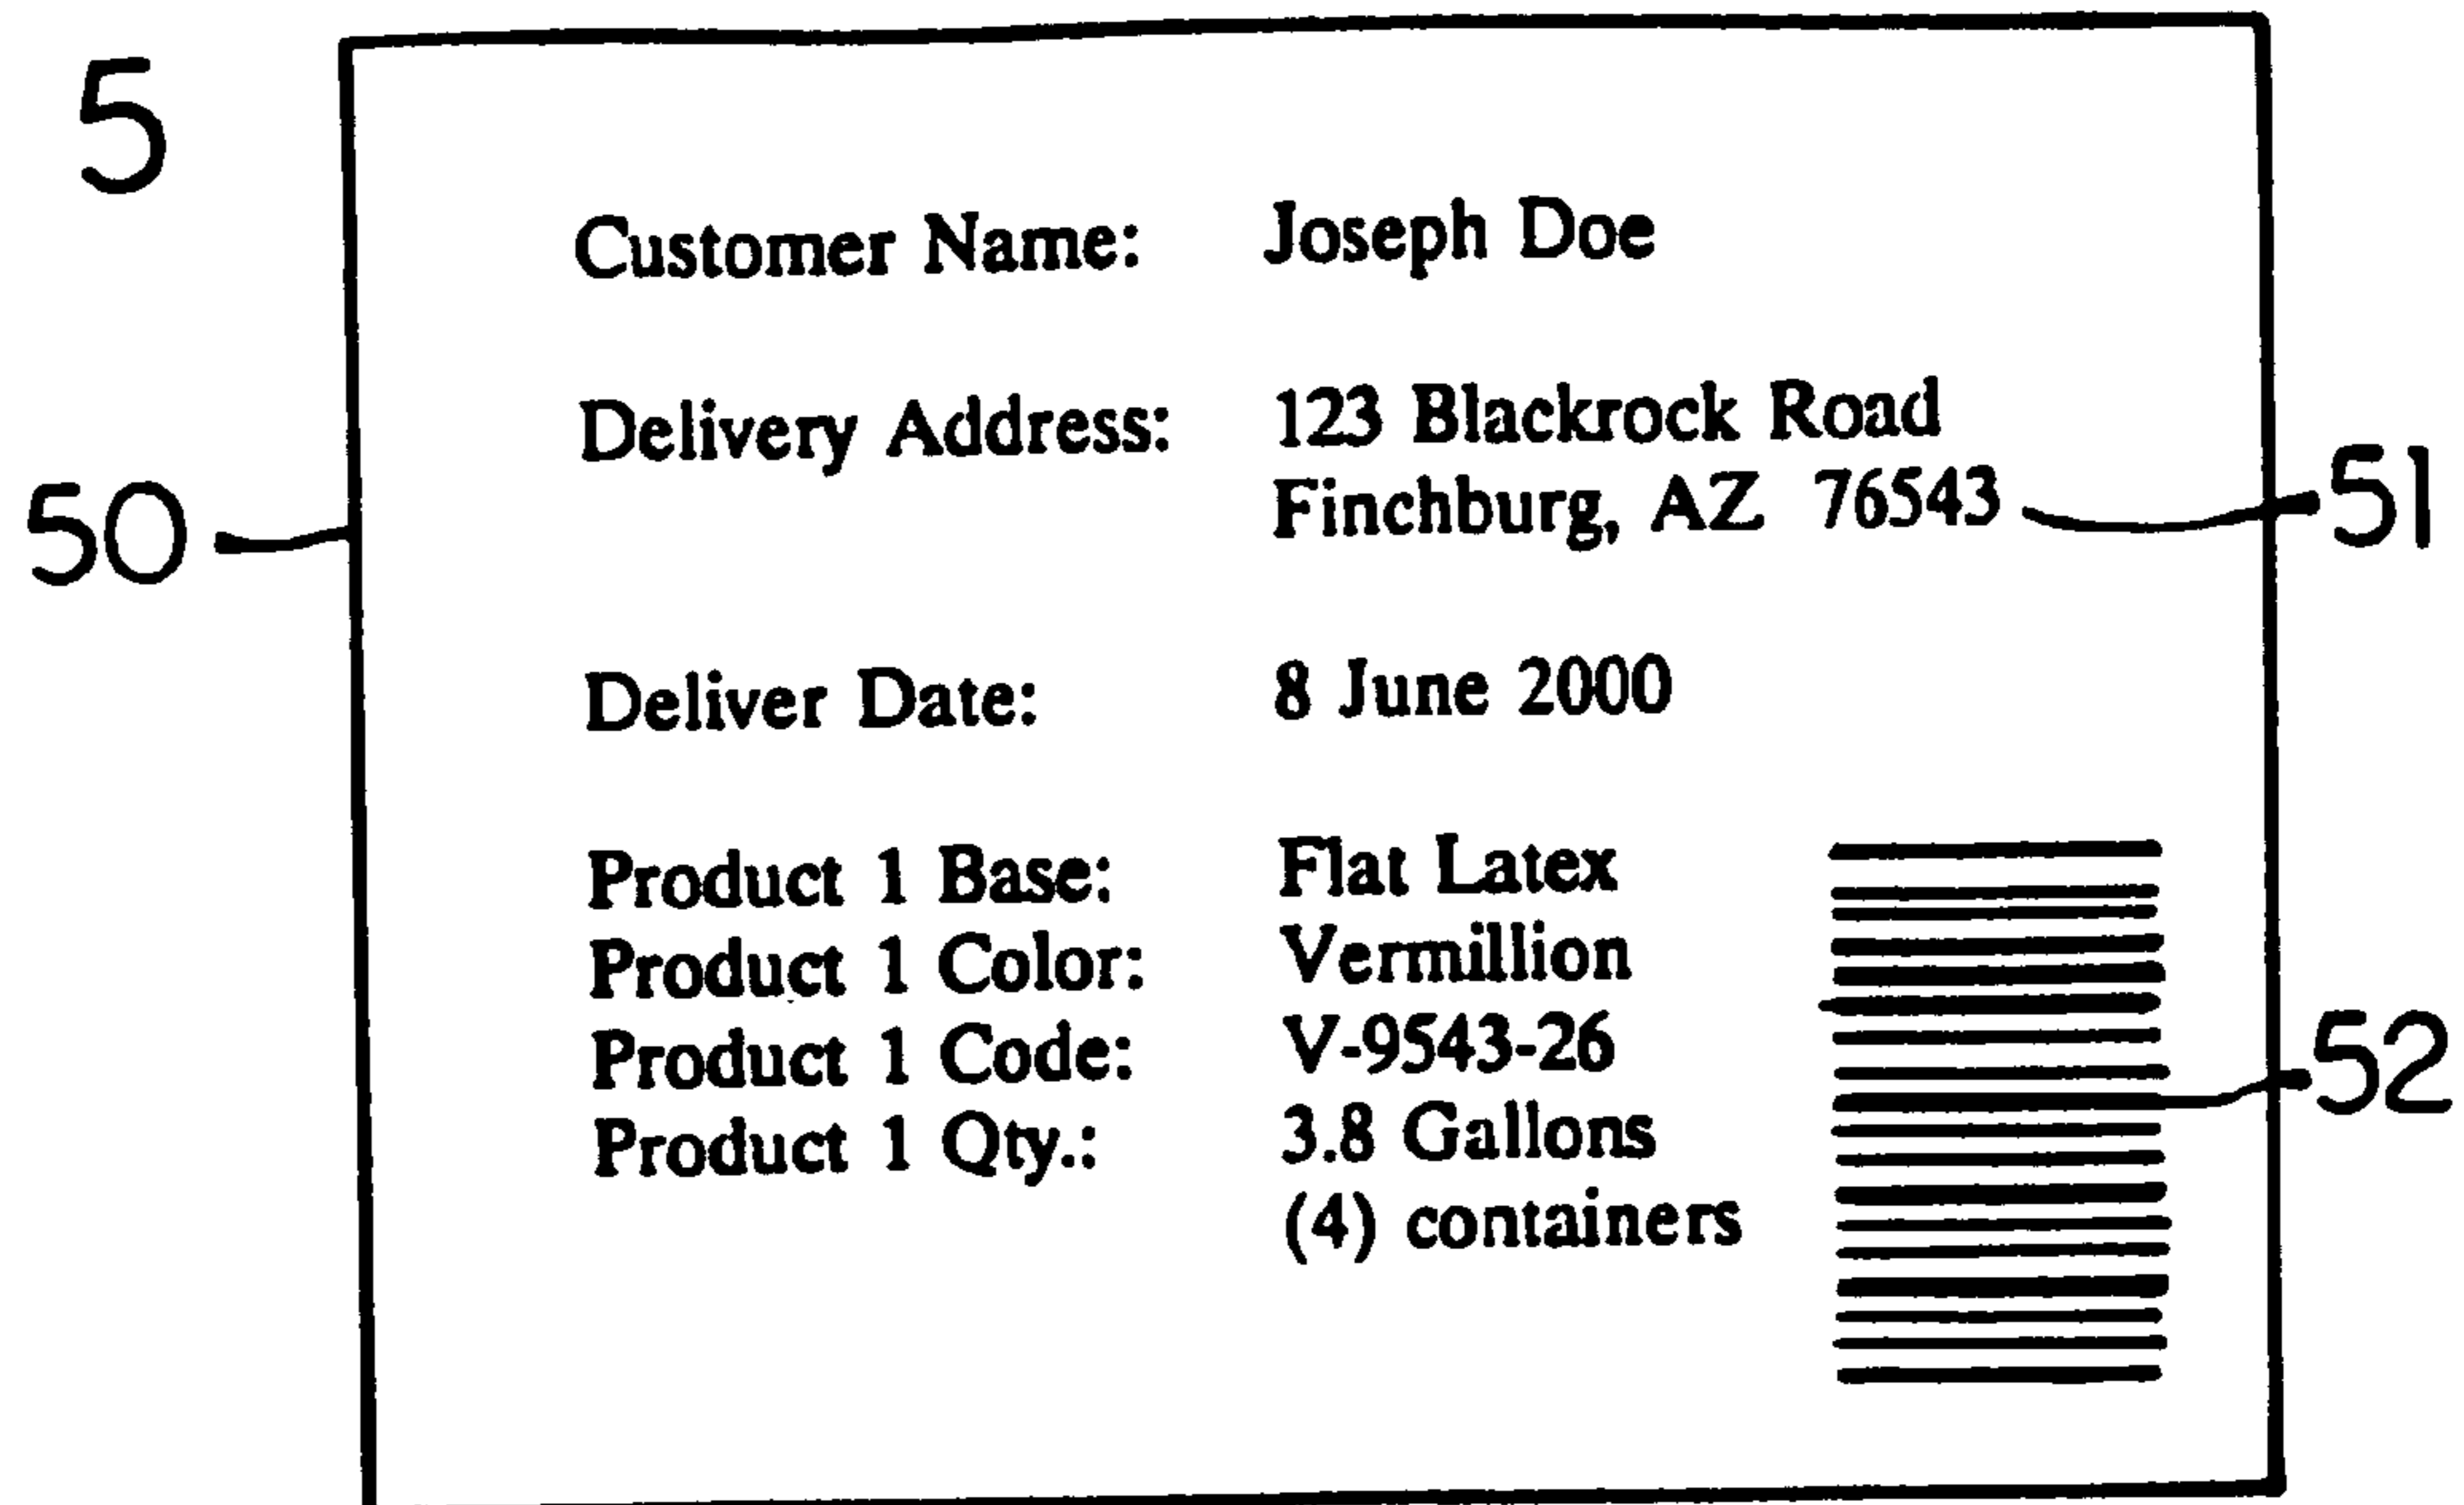 5
Customer Name: Joseph Doe
Delivery Address: 123 Blackrock Road
Finchburg, AZ 76543
50
51
Deliver Date: 8 June 2000
Product 1 Base: Flat Latex
Product 1 Color: Vermillion
Product 1 Code: V-9543-26
52
Product 1 Qty.: 3.8 Gallons
(4) containers